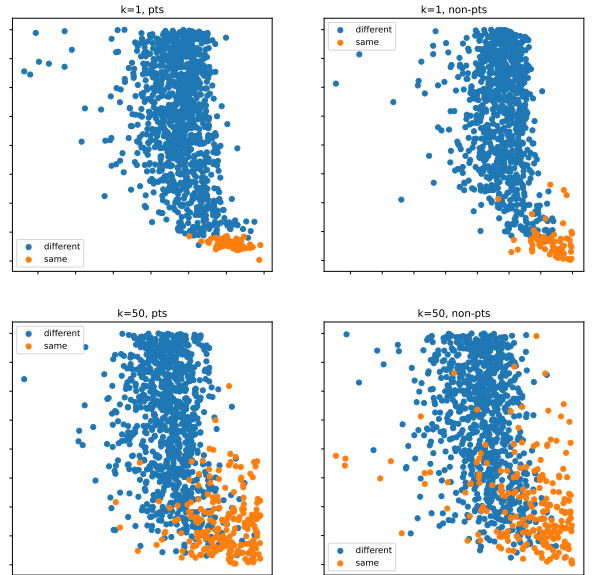 k=1, pts
different
same
k=1, non-pts
different
same
k=50, pts
different
same
k=50, non-pts
different
same